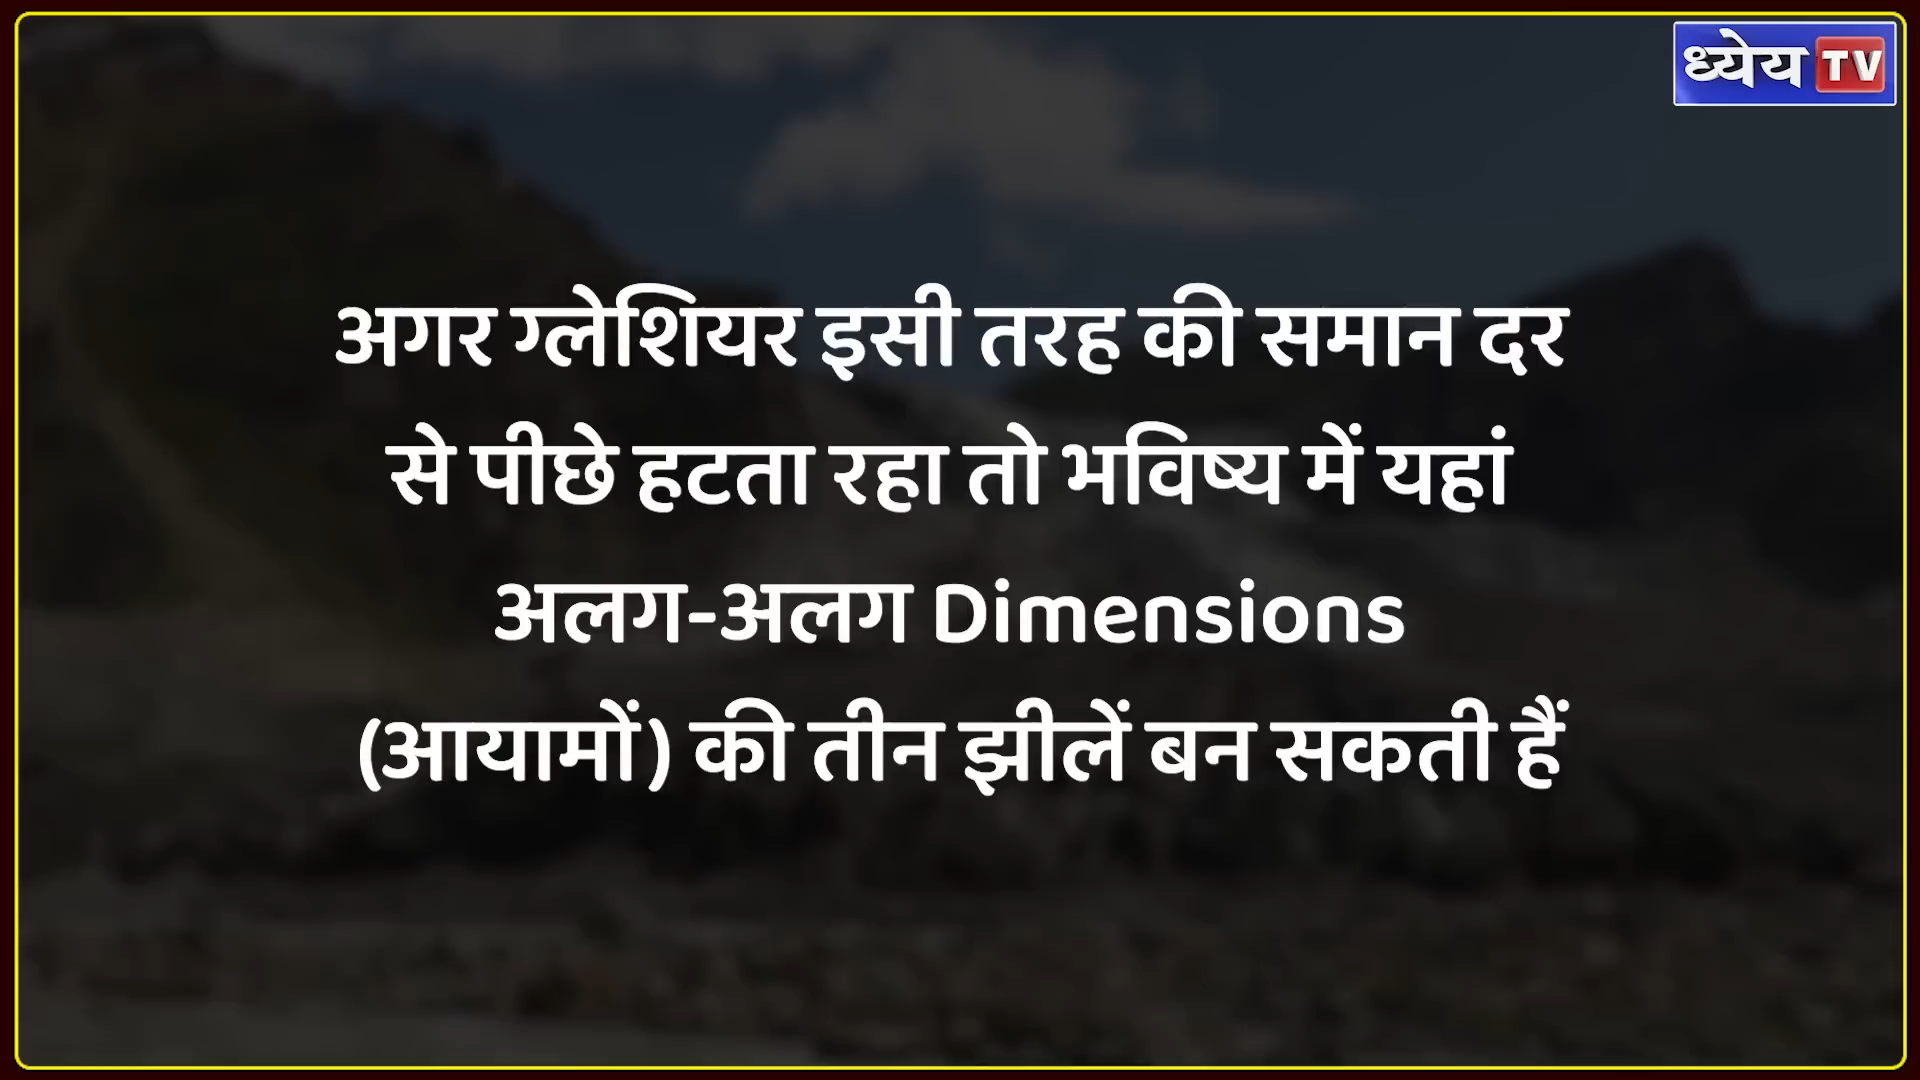 ध्येय TV
अगर ग्लेशियर इसी तरह की समान दर
से पीछे हटता रहा तो भविष्य में यहां
अलग-अलग Dimensions
(आयामों) की तीन झीलें बन सकती हैं